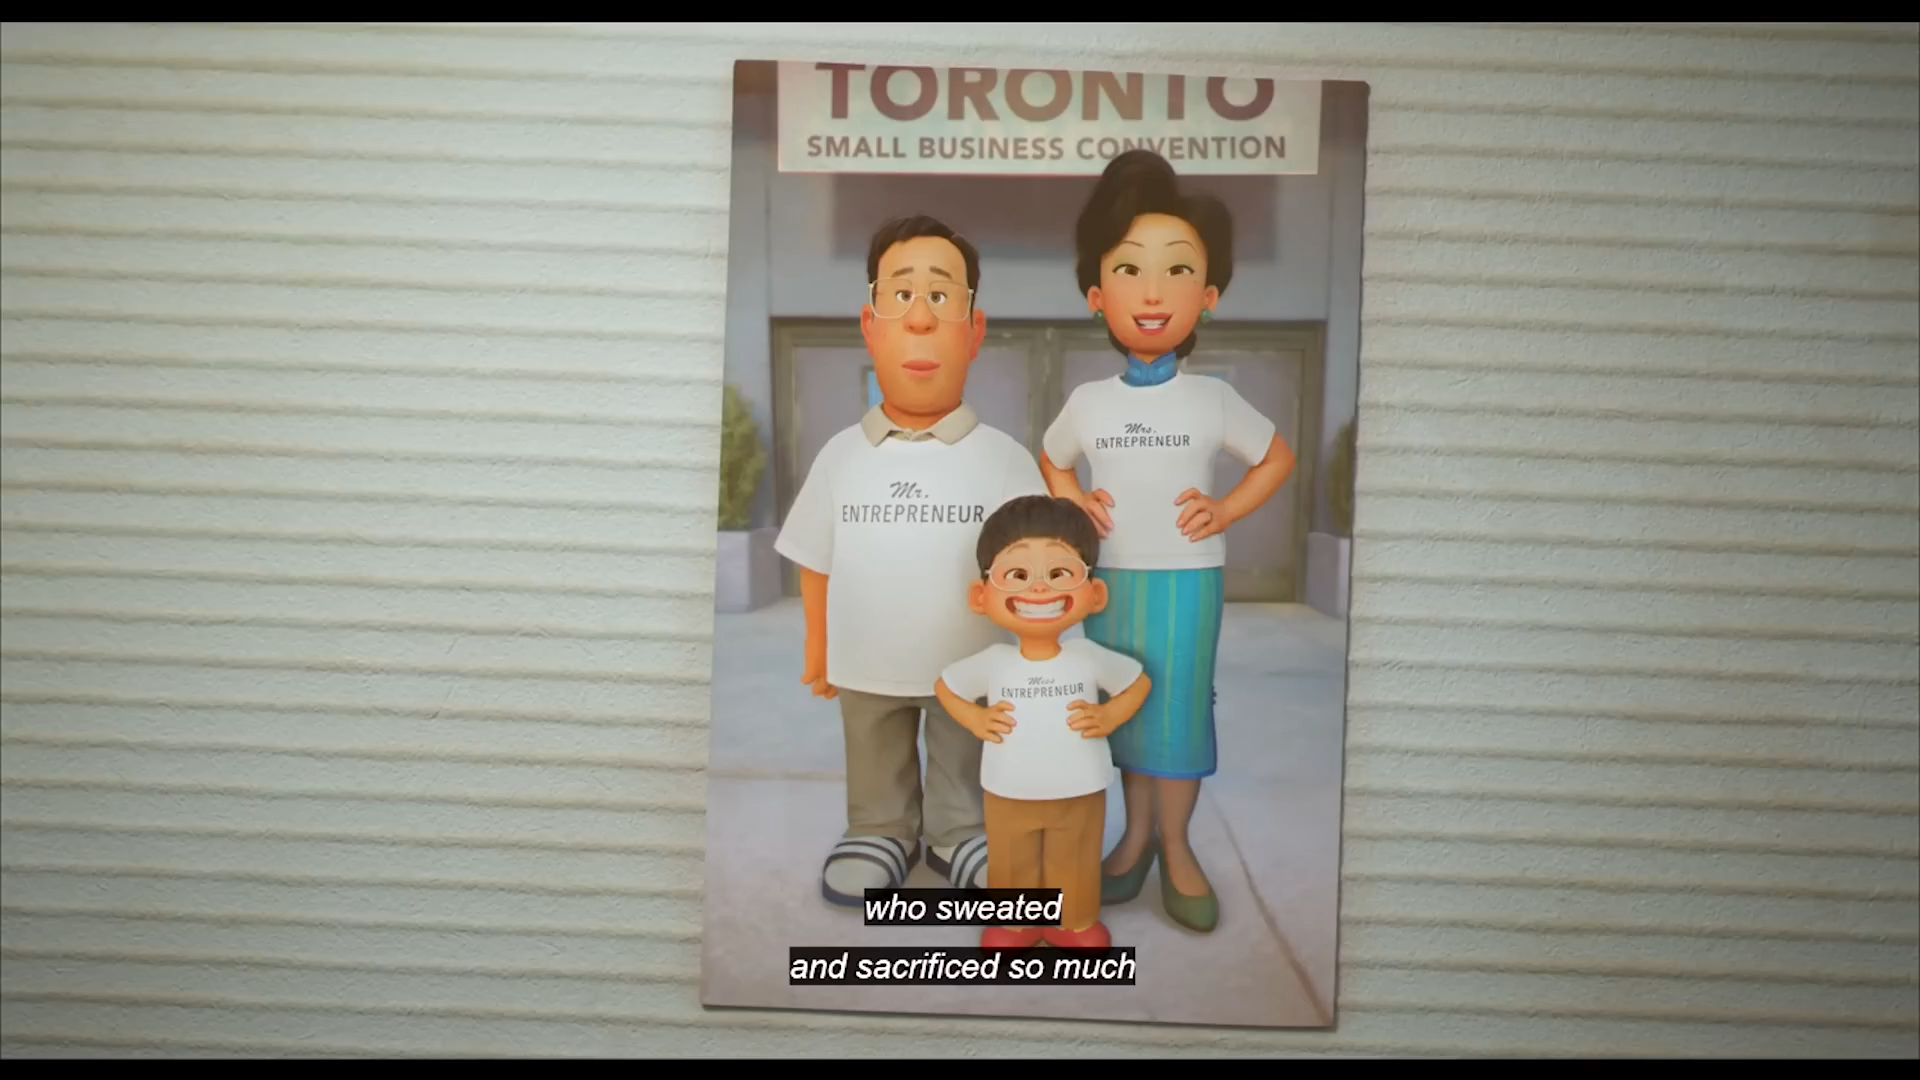 TORONTO
SMALL BUSINESS CONVENTION
Mr.
ENTREPRENEUR
Mrs.
ENTREPRENEUR
Miss
ENTREPRENEUR
who sweated
and sacrificed so much